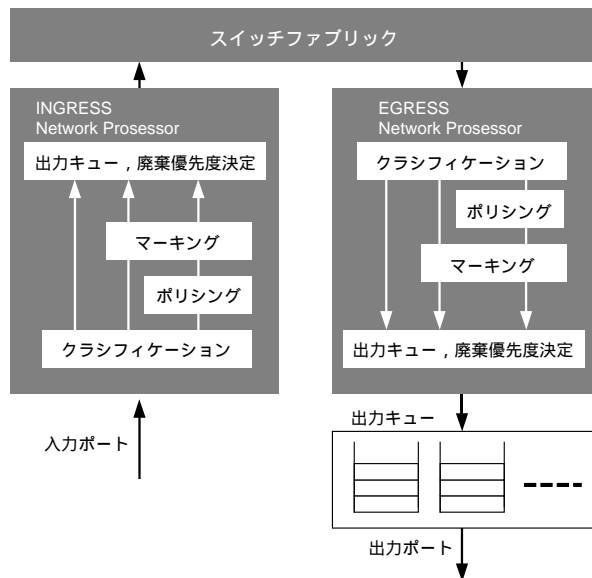 スイッチファブリック
INGRESS
Network Prosessor
出力キュー，廃棄優先度決定
マーキング
ポリシング
クラシフィケーション
入力ポート
EGRESS
Network Prosessor
クラシフィケーション
ポリシング
マーキング
出力キュー，廃棄優先度決定
出力キュー
出力ポート